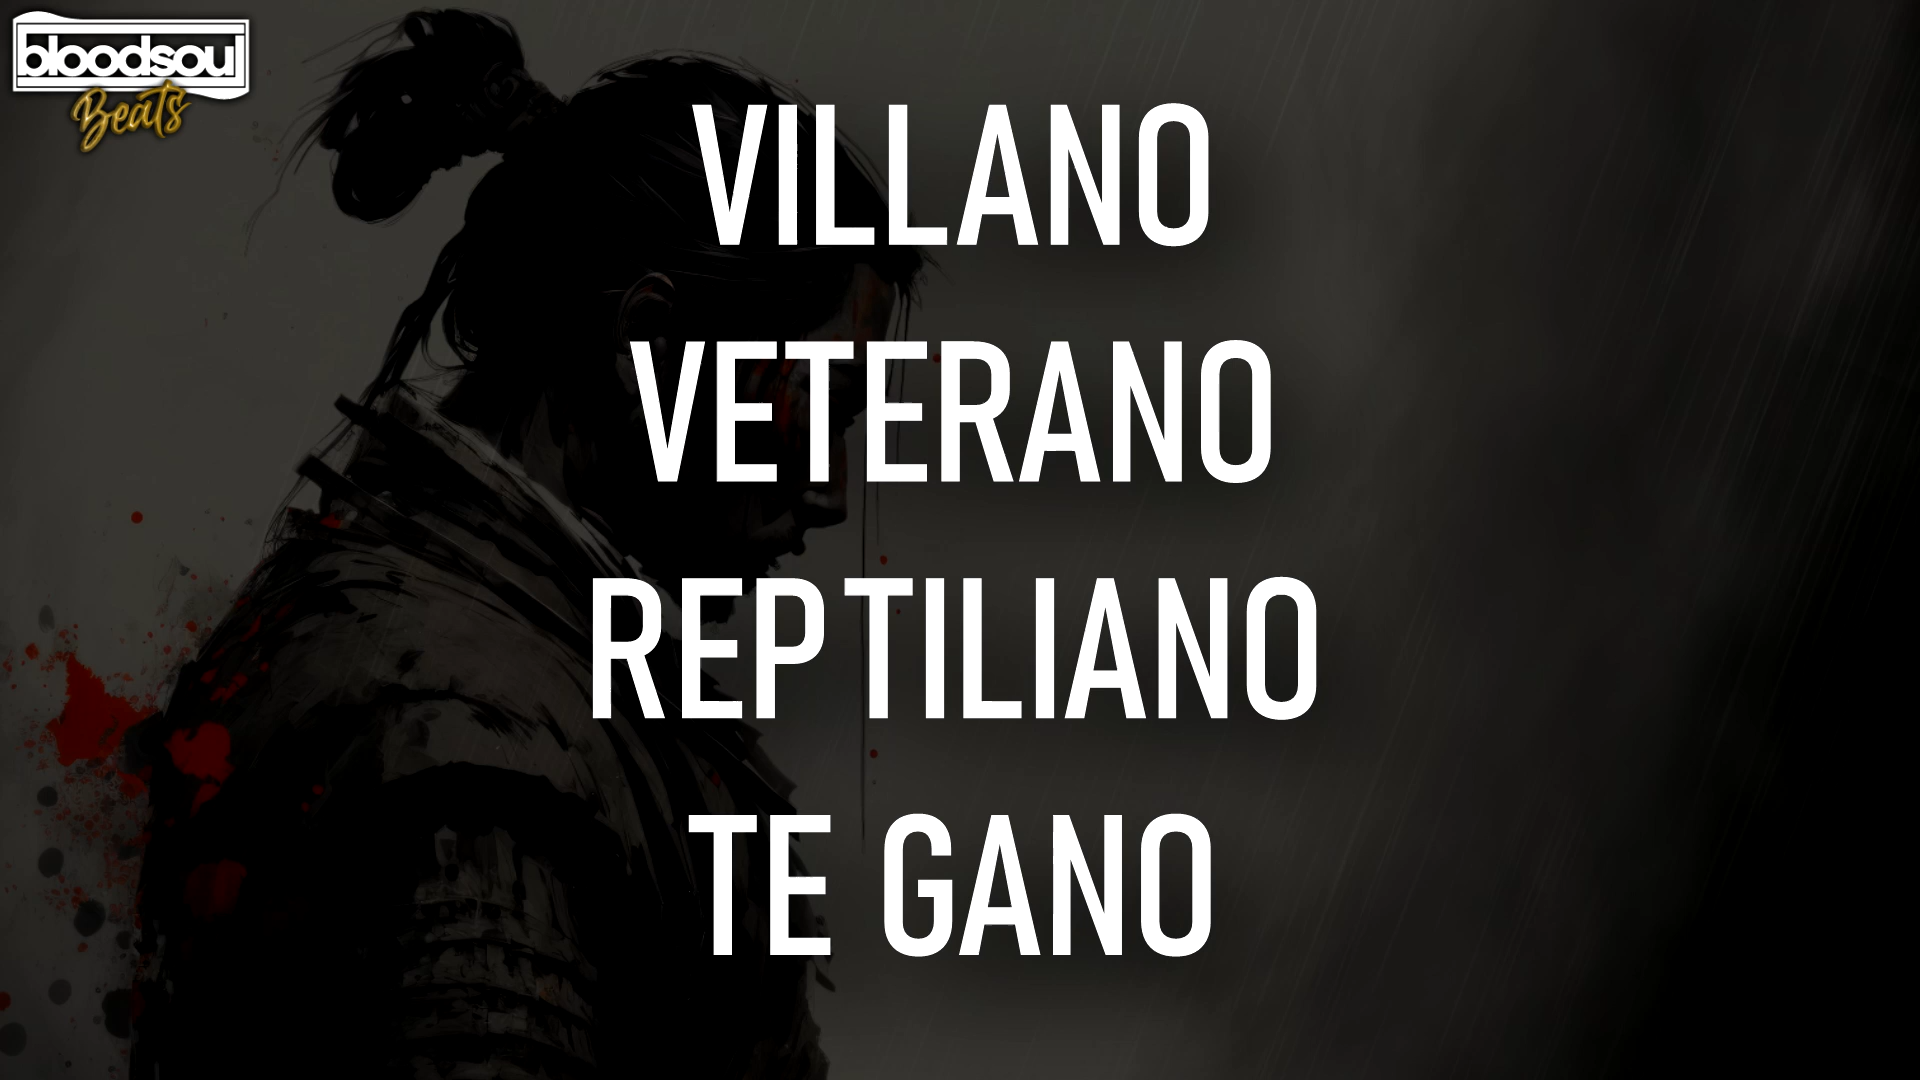 bloodsoul
Beats
VILLANO
VETERANO
REPTILIANO
TE GANO